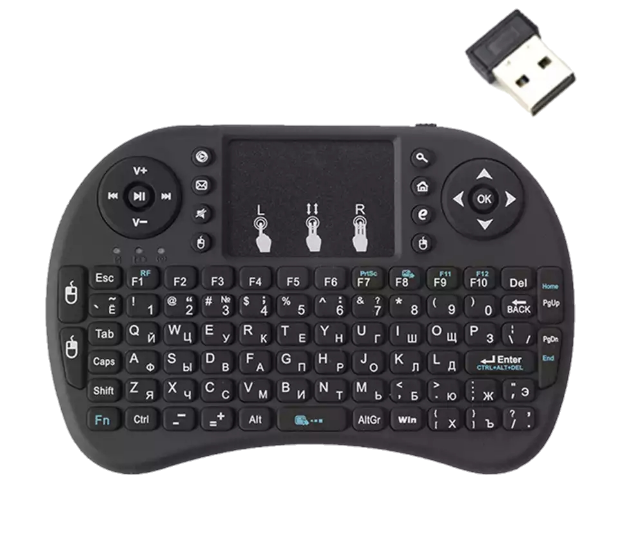 V+
V–
OK
L R
Esc F1 RF F2 F3 F4 F5 F6 F7 PrtSc F8 F9 F11 F10 F12 Del Home
` ~ Ё ! 1 @ " 2 # № 3 $ ; 4 % 5 ^ : 6 & ? 7 * 8 ( 9 ) 0 BACK PgUp
Tab Q Й W Ц E У R К T Е Y Н U Г I Ш O Щ P З \ / PgDn
Caps A Ф S Ы D В F А G П H Р J О K Л L Д Enter CTRL+ALT+DEL End
Shift Z Я X Ч C С V М B И N Т M Ь < , Б > . Ю : ; Ж " ' Э
Fn Ctrl _ - = + Alt AltGr Win { [ Х } ] Ъ ? /